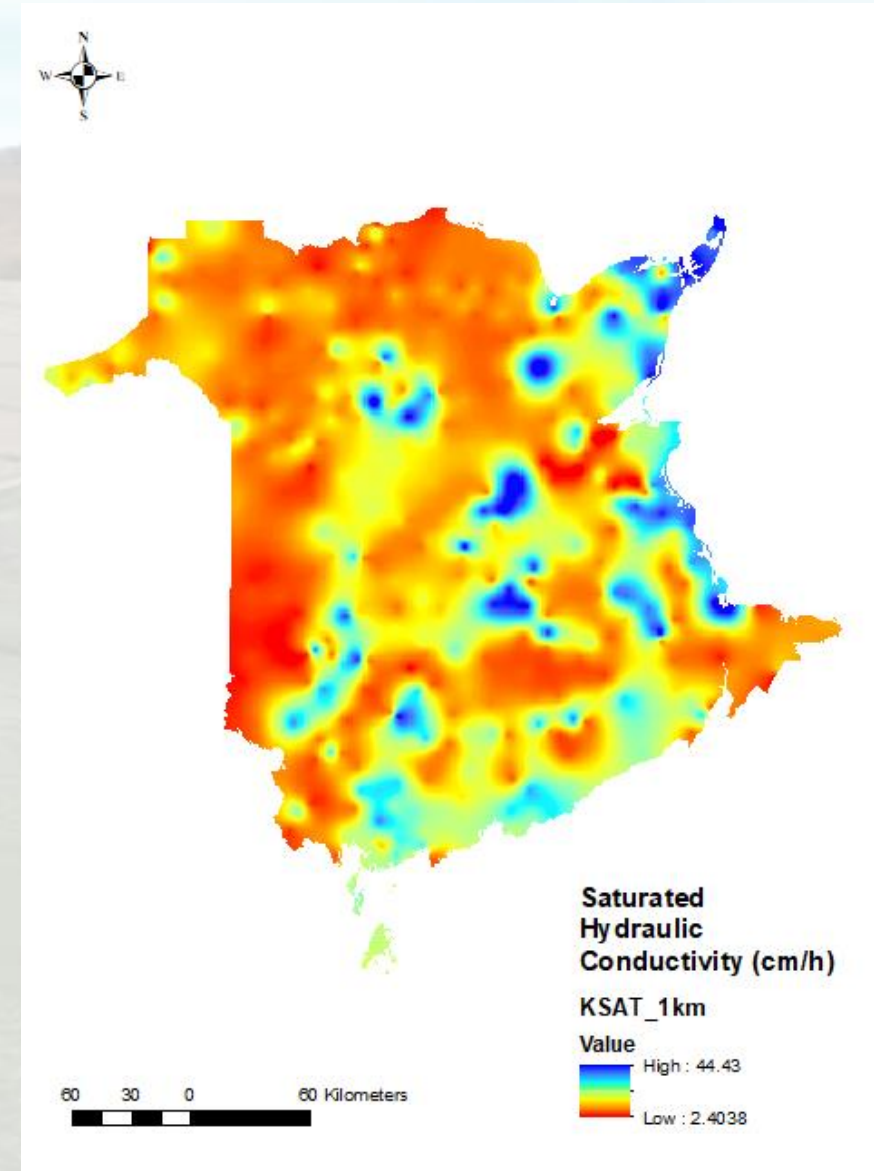 N
W E
S
Saturated
Hydraulic
Conductivity (cm/h)
KSAT_1km
Value
High : 44.43
Low : 2.4038
60 30 0 60 Kilometers